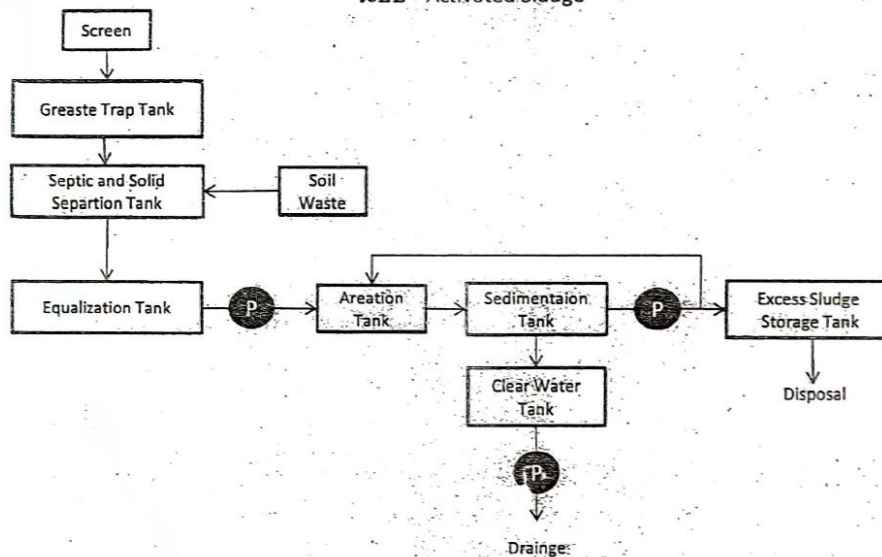 Activated Sludge
Screen
Greaste Trap Tank
Septic and Solid
Separtion Tank
Soil
Waste
Equalization Tank
P
Areation
Tank
Sedimentaion
Tank
P
Excess Sludge
Storage Tank
Clear Water
Tank
Disposal
P
Drainge